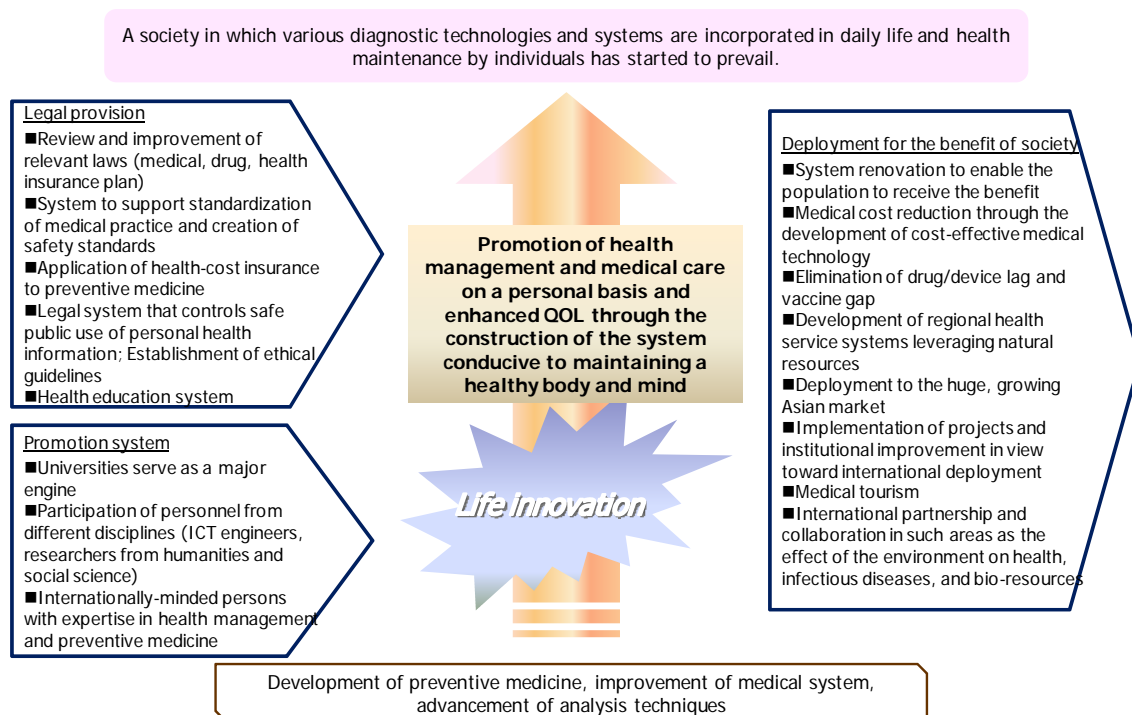 A society in which various diagnostic technologies and systems are incorporated in daily life and health
maintenance by individuals has started to prevail.
Legal provision
■Review and improvement of
relevant laws (medical, drug, health
insurance plan)
■System to support standardization
of medical practice and creation of
safety standards
■Application of health-cost insurance
to preventive medicine
■Legal system that controls safe
public use of personal health
information; Establishment of ethical
guidelines
■Health education system
Promotion system
■Universities serve as a major
engine
■Participation of personnel from
different disciplines (ICT engineers,
researchers from humanities and
social science)
■Internationally-minded persons
with expertise in health management
and preventive medicine
Promotion of health
management and medical care
on a personal basis and
enhanced QOL through the
construction of the system
conducive to maintaining a
healthy body and mind
Life innovation
Deployment for the benefit of society
■System renovation to enable the
population to receive the benefit
■Medical cost reduction through the
development of cost-effective medical
technology
■Elimination of drug/device lag and
vaccine gap
■Development of regional health
service systems leveraging natural
resources
■Deployment to the huge, growing
Asian market
■Implementation of projects and
institutional improvement in view
toward international deployment
■Medical tourism
■International partnership and
collaboration in such areas as the
effect of the environment on health,
infectious diseases, and bio-resources
Development of preventive medicine, improvement of medical system,
advancement of analysis techniques